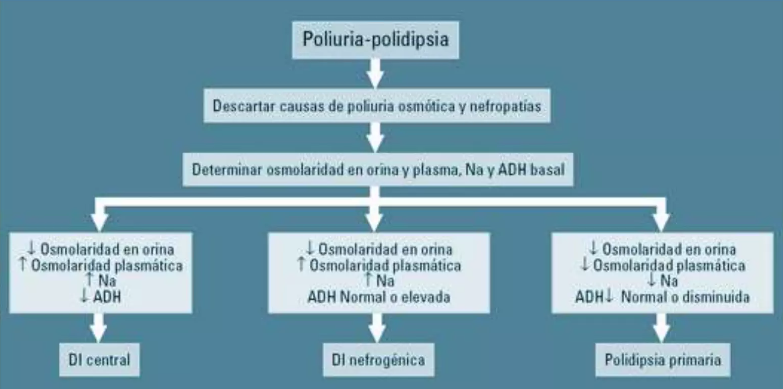 Poliuria-polidipsia
Descartar causas de poliuria osmótica y nefropatías
Determinar osmolaridad en orina y plasma, Na y ADH basal
↓ Osmolaridad en orina
↑ Osmolaridad plasmática
↑ Na
↓ ADH
↓ Osmolaridad en orina
↑ Osmolaridad plasmática
↑ Na
ADH Normal o elevada
↓ Osmolaridad en orina
↓ Osmolaridad plasmática
↓ Na
ADH↓ Normal o disminuida
DI central
DI nefrogénica
Polidipsia primaria